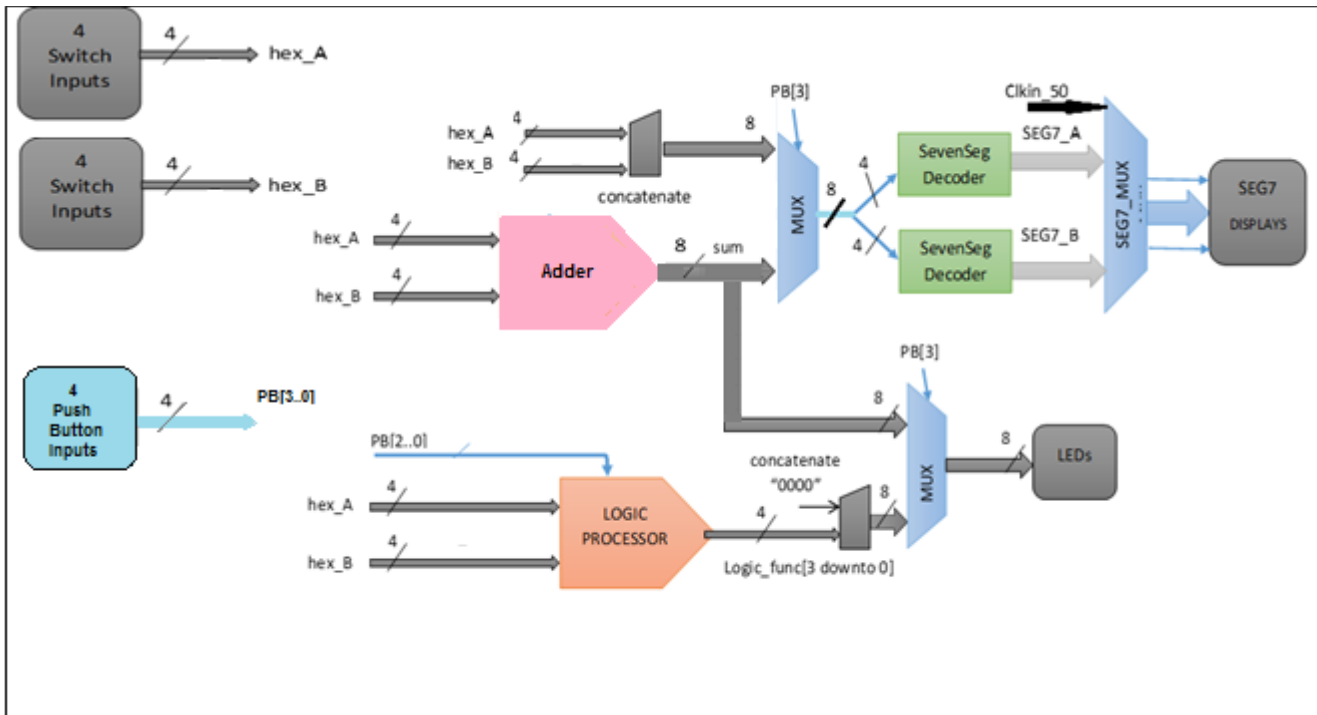 4
Switch
Inputs
4
hex_A
4
Switch
Inputs
4
hex_B
hex_A
4
hex_B
4
concatenate
8
PB[3]
MUX
8
4
4
SevenSeg
Decoder
SevenSeg
Decoder
Clkin_50
SEG7_A
SEG7_B
SEG7_MUX
SEG7
DISPLAYS
hex_A
4
hex_B
4
Adder
8
sum
4
Push
Button
Inputs
4
PB[3..0]
PB[2..0]
hex_A
4
hex_B
4
LOGIC
PROCESSOR
4
Logic_func[3 downto 0]
concatenate
"0000"
8
8
PB[3]
MUX
8
LEDs